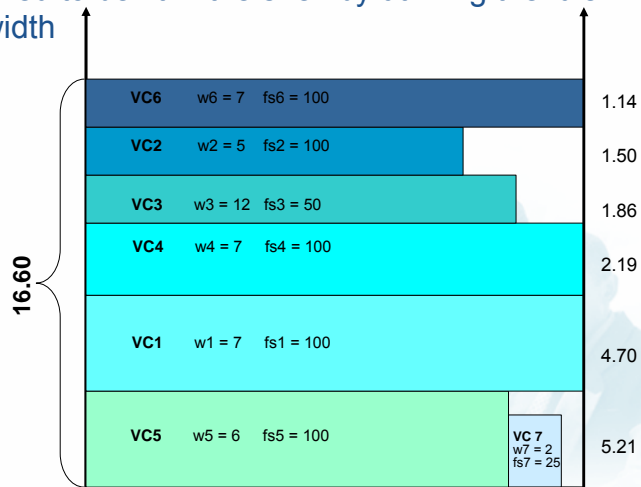 width
VC6 w6 = 7 fs6 = 100 1.14
VC2 w2 = 5 fs2 = 100 1.50
VC3 w3 = 12 fs3 = 50 1.86
VC4 w4 = 7 fs4 = 100 2.19
16.60
VC1 w1 = 7 fs1 = 100 4.70
VC5 w5 = 6 fs5 = 100 5.21
VC 7
w7 = 2
fs7 = 25